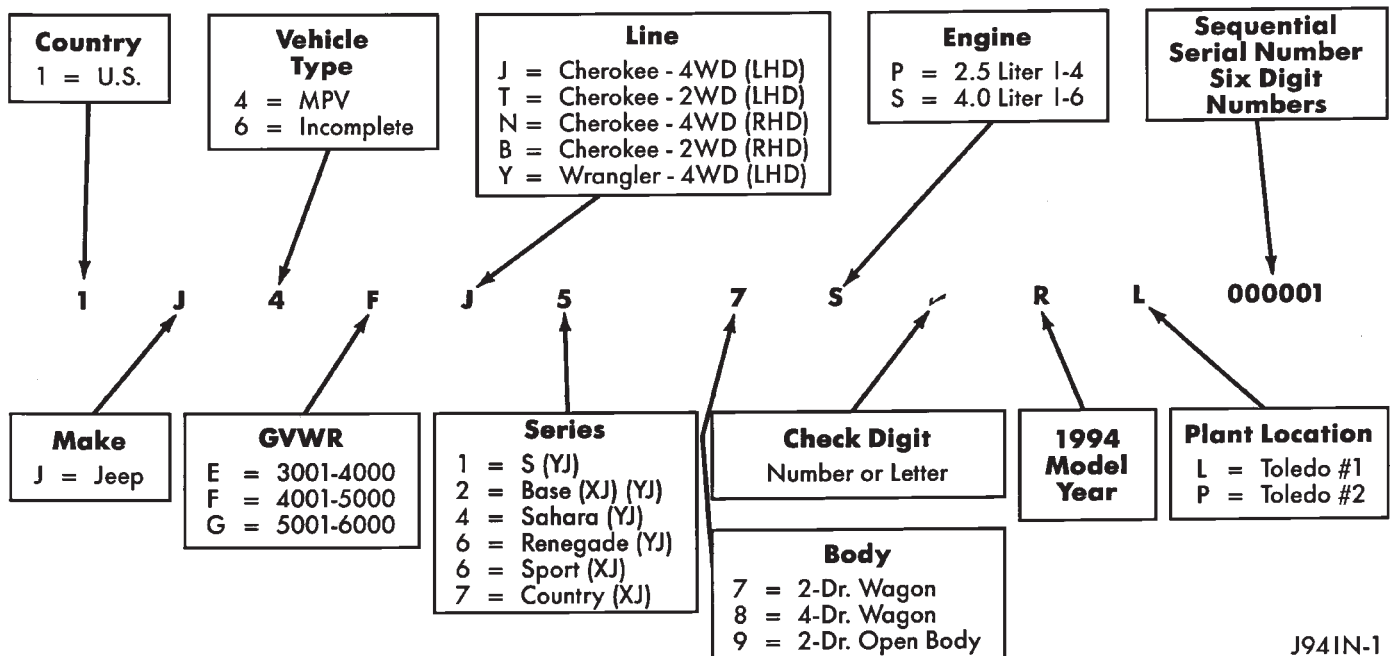 Country
1 = U.S.
Vehicle
Type
4 = MPV
6 = Incomplete
Line
J = Cherokee - 4WD (LHD)
T = Cherokee - 2WD (LHD)
N = Cherokee - 4WD (RHD)
B = Cherokee - 2WD (RHD)
Y = Wrangler - 4WD (LHD)
Engine
P = 2.5 Liter I-4
S = 4.0 Liter I-6
Sequential
Serial Number
Six Digit
Numbers
1 J 4 F J 5 7 S R L 000001
Make
J = Jeep
GVWR
E = 3001-4000
F = 4001-5000
G = 5001-6000
Series
1 = S (YJ)
2 = Base (XJ) (YJ)
4 = Sahara (YJ)
6 = Renegade (YJ)
6 = Sport (XJ)
7 = Country (XJ)
Check Digit
Number or Letter
Body
7 = 2-Dr. Wagon
8 = 4-Dr. Wagon
9 = 2-Dr. Open Body
1994
Model
Year
Plant Location
L = Toledo #1
P = Toledo #2
J94IN-1